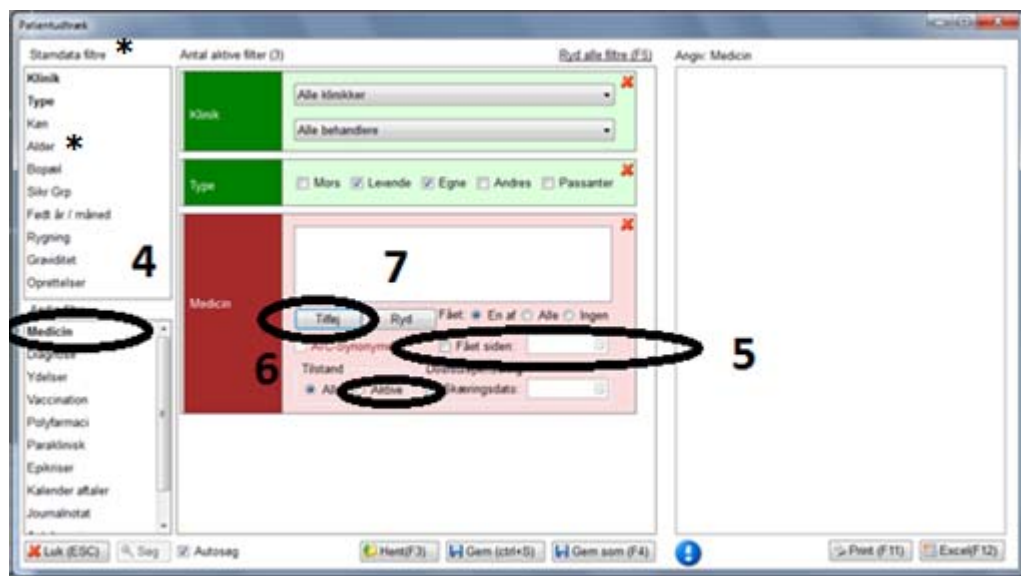 Patientudtræk
Stamdata filtre *
Antal aktive filter (3)
Ryd alle filtre (F5)
Angiv: Medicin
Klinik
Type
Køn
Alder *
Bopæl
Sikr Grp
Født år / måned
Rygning
Graviditet
Oprettelser
4
Medicin
Diagnose
Ydelser
Vaccination
Polyfarmaci
Paraklinisk
Epikriser
Kalender aftaler
Journalnotat
Klinik
Alle klinikker
Alle behandlere
Type
Mors Levende Egne Andres Passanter
Medicin
7
Tilføj Ryd Fået: En af Alle Ingen
ATC-Synonymer Fået siden: 5
6 Tilstand
Alle Aktive Skæringsdato:
Luk (ESC) Søg Autosøg Hent(F3) Gem (ctrl+S) Gem som (F4) Print (F11) Excel(F12)